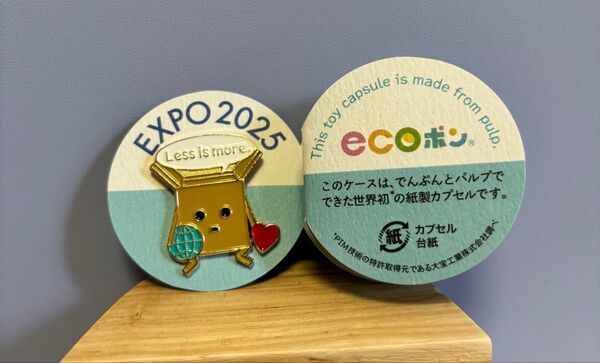 EXPO 2025
Less is more.
This toy capsule is made from pulp.
ecoポン®
このケースは、でんぷんとパルプで
できた世界初*の紙製カプセルです。
紙
カプセル
台紙
*PIM技術の特許取得元である大宝工業株式会社調べ